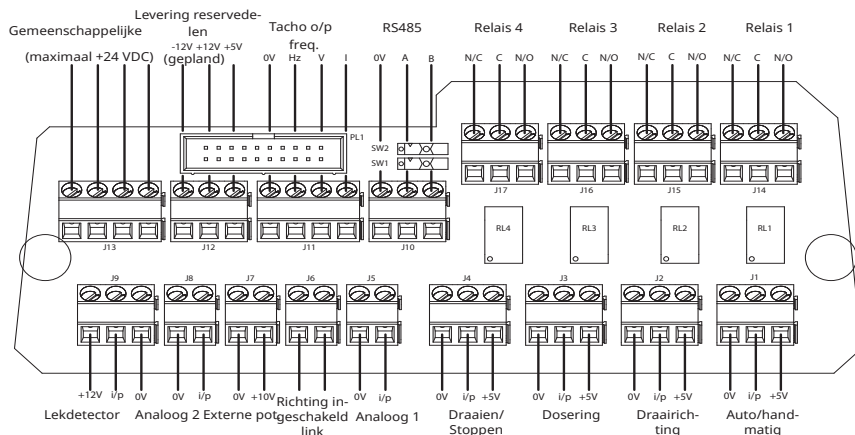 Gemeenschappelijke
(maximaal +24 VDC)
Levering reservede-
len
-12V +12V +5V
(gepland)
Tacho o/p
freq.
0V Hz V I
RS485
0V A B
Relais 4
N/C C N/O
Relais 3
N/C C N/O
Relais 2
N/C C N/O
Relais 1
N/C C N/O
PL1
SW2
SW1
J17 J16 J15 J14
J13 J12 J11 J10
RL4 RL3 RL2 RL1
J9 J8 J7 J6 J5 J4 J3 J2 J1
+12V i/p 0V
Lekdetector
0V i/p
Analoog 2
0V +10V
Externe pot.
Richting in-
geschakeld
link
0V i/p
Analoog 1
0V i/p +5V
Draaien/
Stoppen
0V i/p +5V
Dosering
0V i/p +5V
Draairich-
ting
0V i/p +5V
Auto/hand-
matig